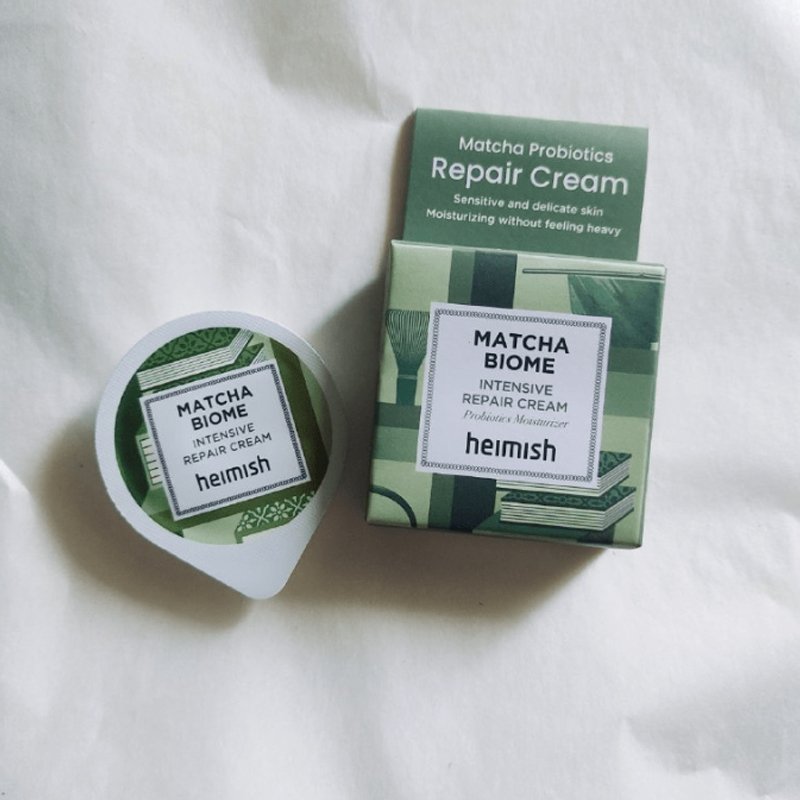 Matcha Probiotics
Repair Cream
Sensitive and delicate skin
Moisturizing without feeling heavy
MATCHA
BIOME
INTENSIVE
REPAIR CREAM
Probiotics Moisturizer
heimish
MATCHA
BIOME
INTENSIVE
REPAIR CREAM
heimish